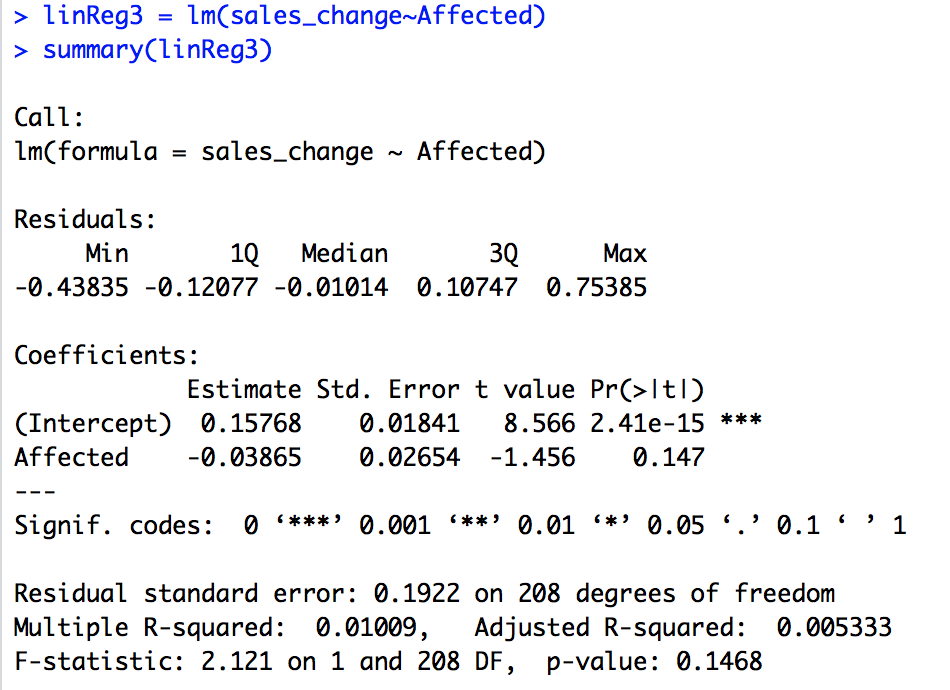 > linReg3 = lm(sales_change~Affected)
> summary(linReg3)
Call:
lm(formula = sales_change ~ Affected)
Residuals:
     Min       1Q   Median       3Q      Max
-0.43835 -0.12077 -0.01014  0.10747  0.75385
Coefficients:
            Estimate Std. Error t value Pr(>|t|)
(Intercept)  0.15768    0.01841   8.566 2.41e-15 ***
Affected    -0.03865    0.02654  -1.456    0.147
---
Signif. codes:  0 ‘***’ 0.001 ‘**’ 0.01 ‘*’ 0.05 ‘.’ 0.1 ‘ ’ 1
Residual standard error: 0.1922 on 208 degrees of freedom
Multiple R-squared:  0.01009,	Adjusted R-squared:  0.005333
F-statistic: 2.121 on 1 and 208 DF,  p-value: 0.1468